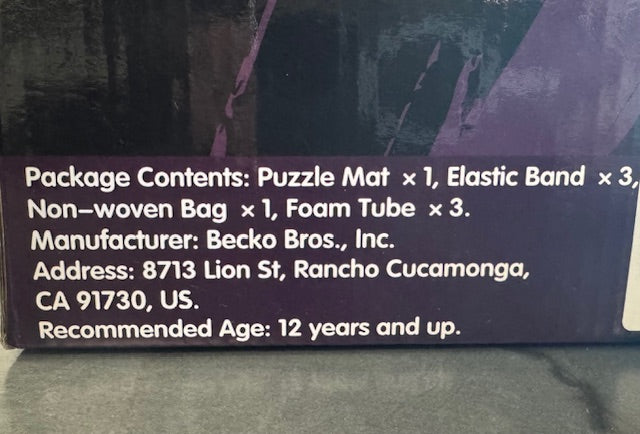 Package Contents: Puzzle Mat × 1, Elastic Band × 3,
Non-woven Bag × 1, Foam Tube × 3.
Manufacturer: Becko Bros., Inc.
Address: 8713 Lion St, Rancho Cucamonga,
CA 91730, US.
Recommended Age: 12 years and up.